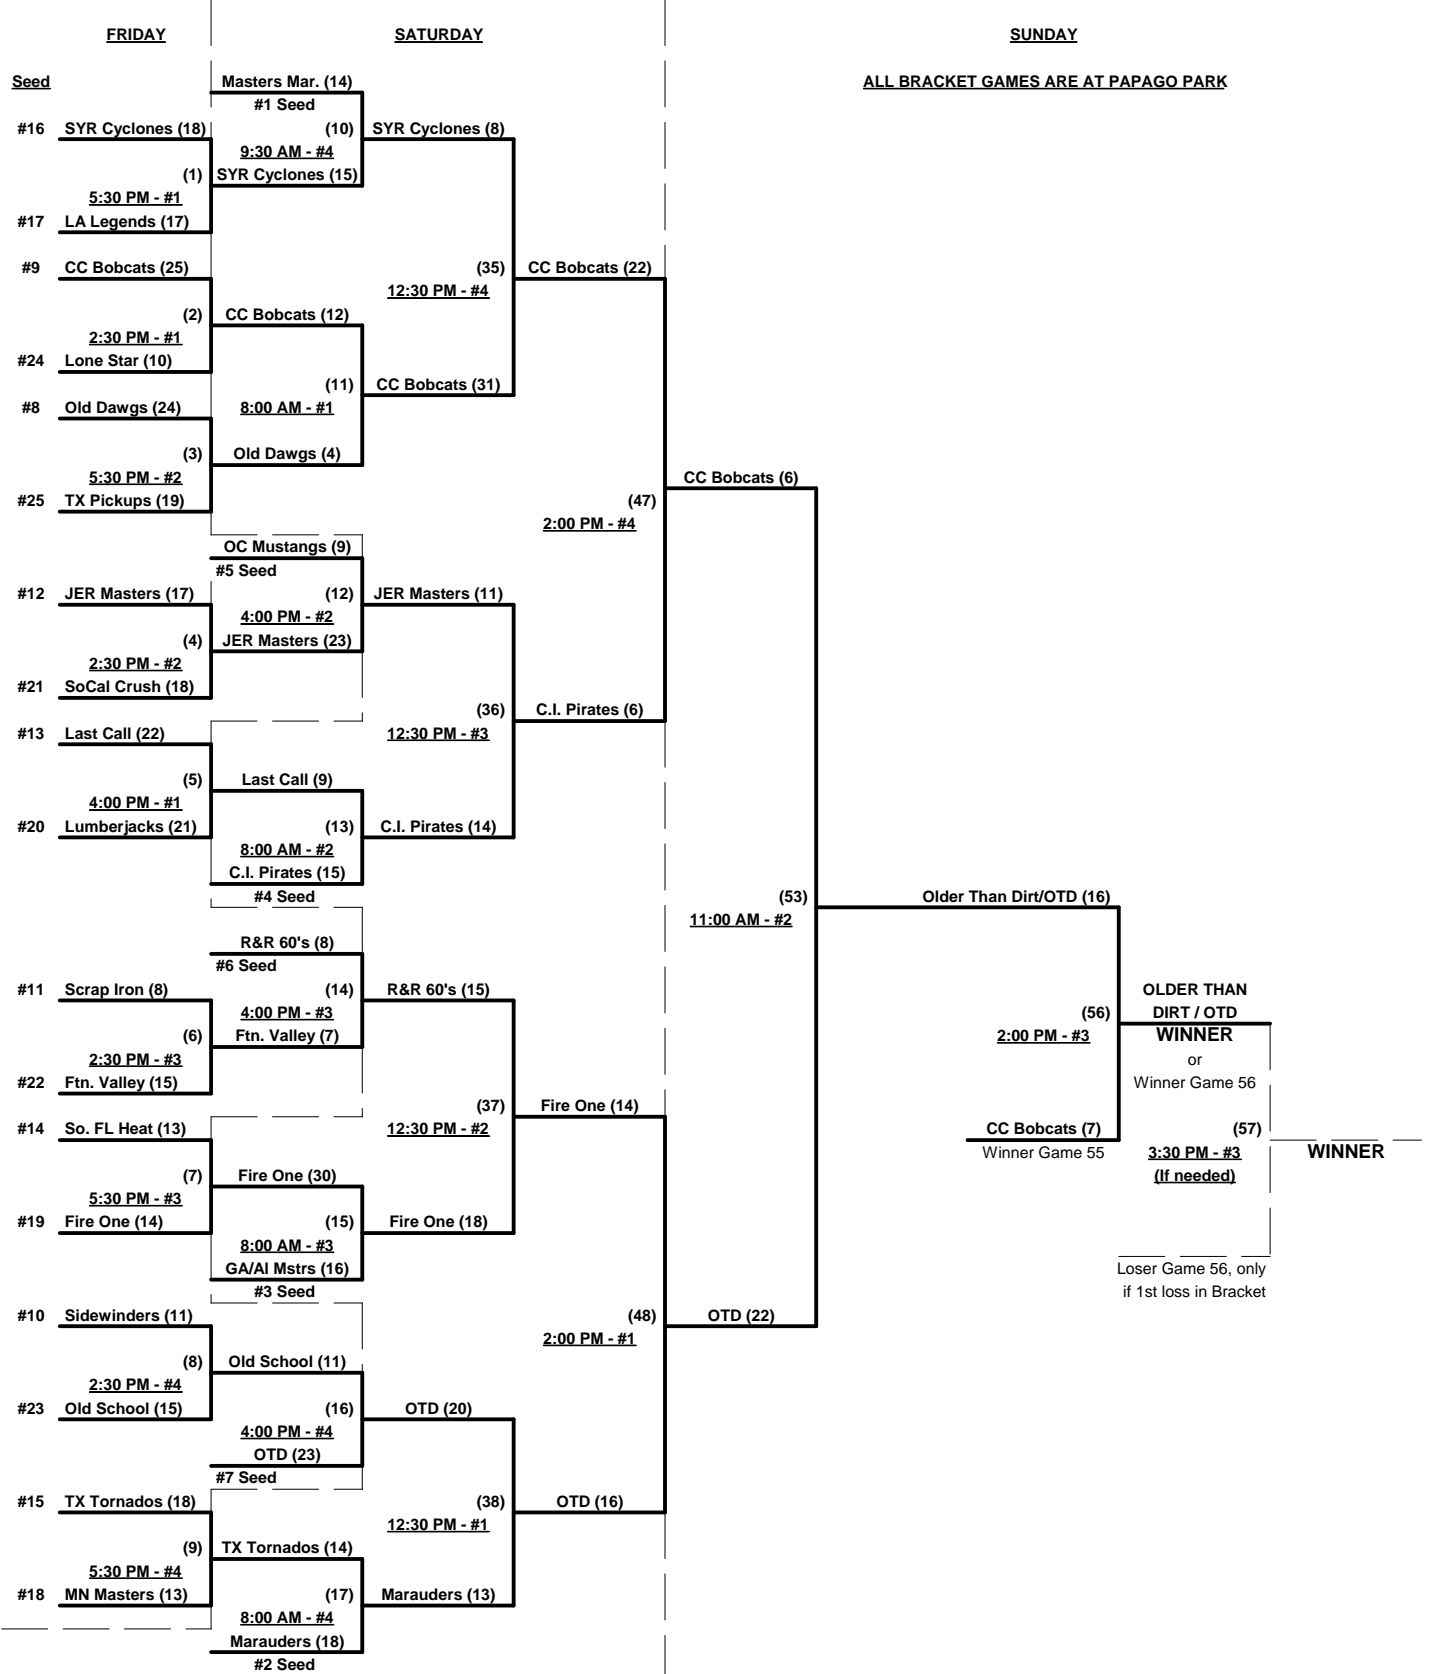 FRIDAY SATURDAY SUNDAY
Seed Masters Mar. (14) ALL BRACKET GAMES ARE AT PAPAGO PARK
#1 Seed
#16 SYR Cyclones (18) (10) SYR Cyclones (8)
9:30 AM - #4
(1) SYR Cyclones (15)
5:30 PM - #1
#17 LA Legends (17)
#9 CC Bobcats (25) (35) CC Bobcats (22)
12:30 PM - #4
(2) CC Bobcats (12)
2:30 PM - #1
#24 Lone Star (10)
(11) CC Bobcats (31)
#8 Old Dawgs (24) 8:00 AM - #1
(3) Old Dawgs (4)
5:30 PM - #2 CC Bobcats (6)
#25 TX Pickups (19) (47)
2:00 PM - #4
OC Mustangs (9)
#5 Seed
#12 JER Masters (17) (12) JER Masters (11)
4:00 PM - #2
(4) JER Masters (23)
2:30 PM - #2
#21 SoCal Crush (18)
(36) C.I. Pirates (6)
#13 Last Call (22) 12:30 PM - #3
(5) Last Call (9)
4:00 PM - #1
#20 Lumberjacks (21) (13) C.I. Pirates (14)
8:00 AM - #2
C.I. Pirates (15)
#4 Seed (53) Older Than Dirt/OTD (16)
11:00 AM - #2
R&R 60's (8)
#6 Seed
#11 Scrap Iron (8) (14) R&R 60's (15) OLDER THAN
4:00 PM - #3 (56) DIRT / OTD
(6) Ftn. Valley (7) 2:00 PM - #3 WINNER
2:30 PM - #3 or
#22 Ftn. Valley (15) Winner Game 56
(37) Fire One (14)
#14 So. FL Heat (13) 12:30 PM - #2 CC Bobcats (7) (57)
Winner Game 55 3:30 PM - #3 WINNER
(7) Fire One (30) (If needed)
5:30 PM - #3
#19 Fire One (14) (15) Fire One (18)
8:00 AM - #3
GA/Al Mstrs (16) Loser Game 56, only
#3 Seed if 1st loss in Bracket
#10 Sidewinders (11) (48) OTD (22)
2:00 PM - #1
(8) Old School (11)
2:30 PM - #4
#23 Old School (15) (16) OTD (20)
4:00 PM - #4
OTD (23)
#7 Seed
#15 TX Tornados (18) (38) OTD (16)
12:30 PM - #1
(9) TX Tornados (14)
5:30 PM - #4
#18 MN Masters (13) (17) Marauders (13)
8:00 AM - #4
Marauders (18)
#2 Seed